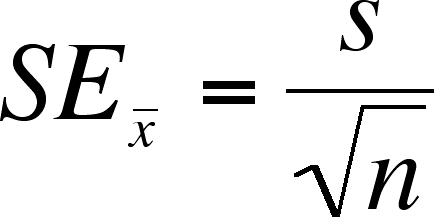 SE_x̄ = s/√n